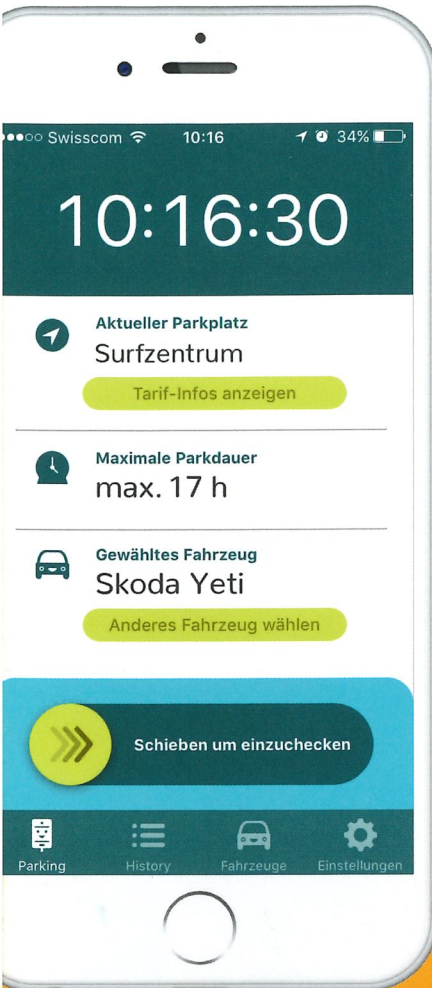 Swisscom 10:16 34%
10:16:30
Aktueller Parkplatz
Surfzentrum
Tarif-Infos anzeigen
Maximale Parkdauer
max. 17 h
Gewähltes Fahrzeug
Skoda Yeti
Anderes Fahrzeug wählen
Schieben um einzuchecken
Parking History Fahrzeuge Einstellungen